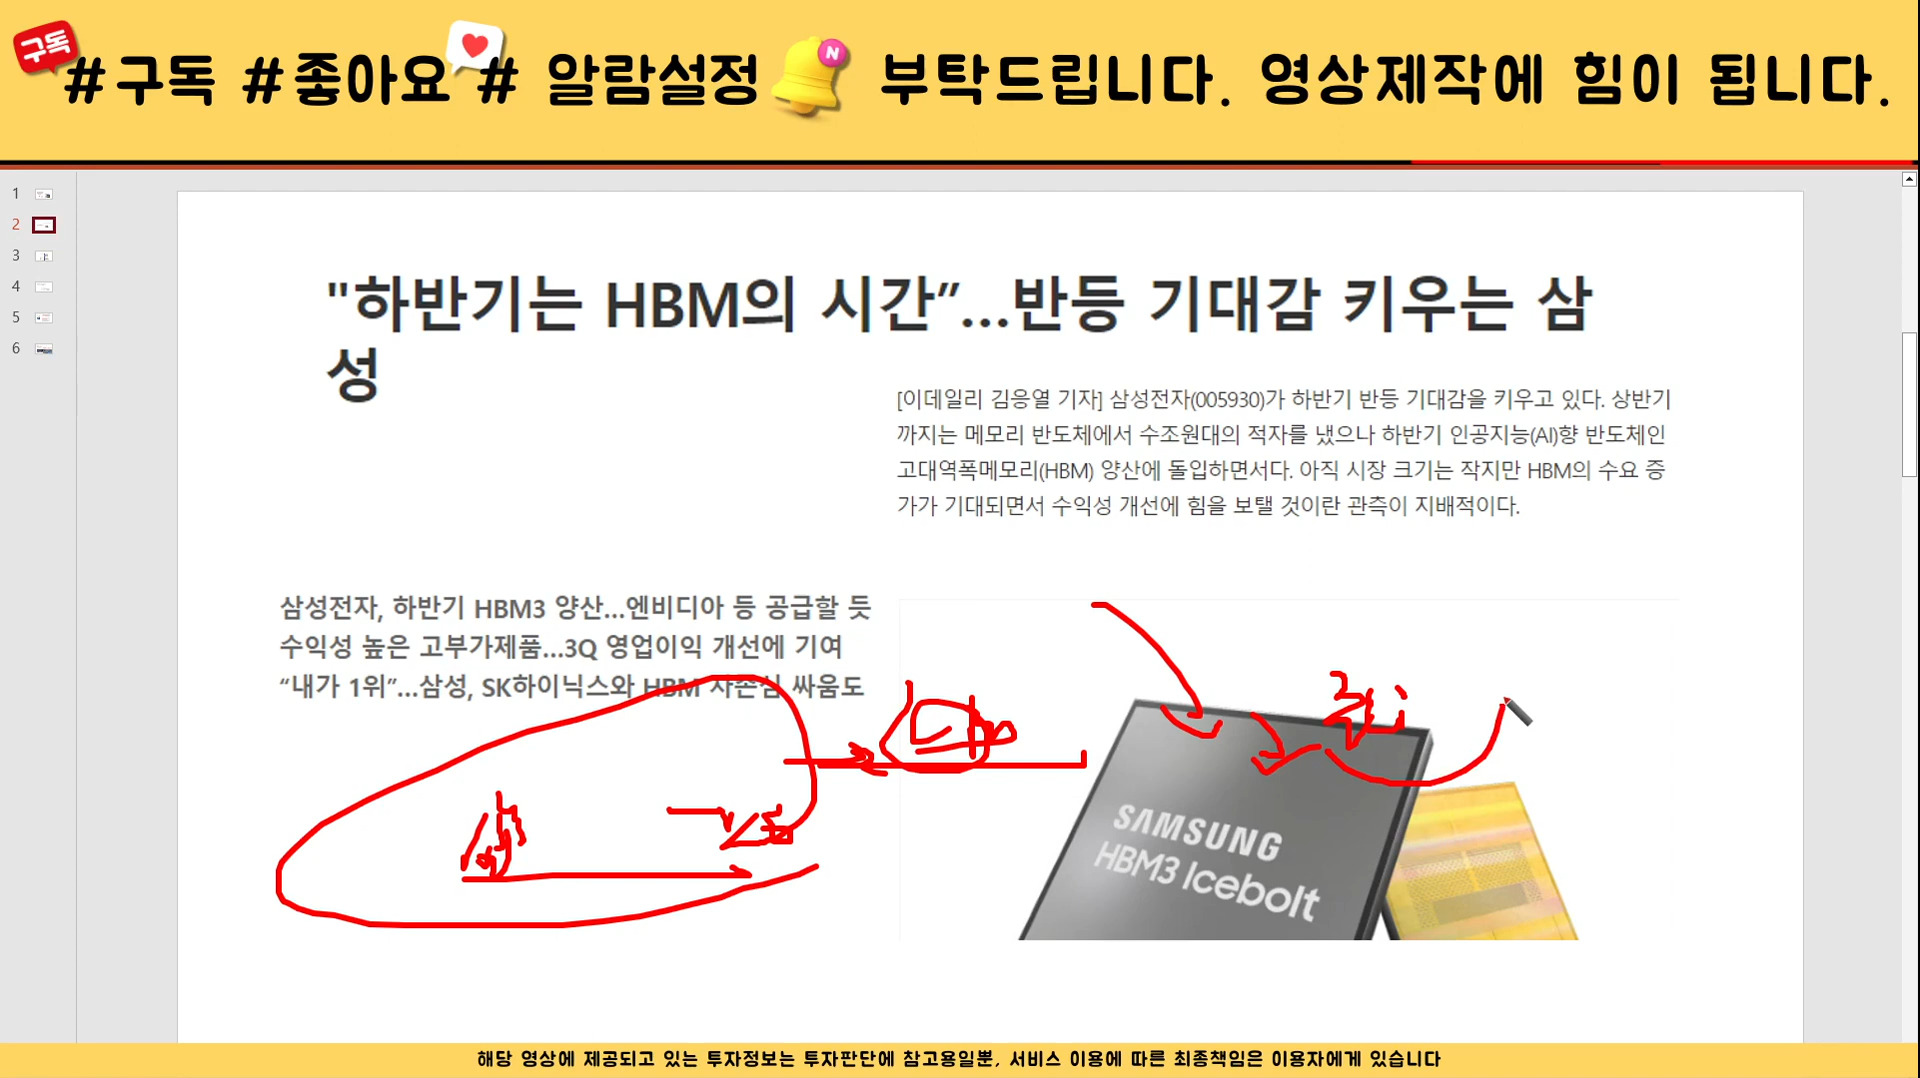 구독
#구독 #좋아요 # 알람설정 N 부탁드립니다. 영상제작에 힘이 됩니다.
1
2
3
4
5
6
"하반기는 HBM의 시간”...반등 기대감 키우는 삼
성
[이데일리 김응열 기자] 삼성전자(005930)가 하반기 반등 기대감을 키우고 있다. 상반기
까지는 메모리 반도체에서 수조원대의 적자를 냈으나 하반기 인공지능(AI)향 반도체인
고대역폭메모리(HBM) 양산에 돌입하면서다. 아직 시장 크기는 작지만 HBM의 수요 증
가가 기대되면서 수익성 개선에 힘을 보탤 것이란 관측이 지배적이다.
삼성전자, 하반기 HBM3 양산...엔비디아 등 공급할 듯
수익성 높은 고부가제품...3Q 영업이익 개선에 기여
“내가 1위”...삼성, SK하이닉스와 HBM 자존심 싸움도
SAMSUNG
HBM3 Icebolt
해당 영상에 제공되고 있는 투자정보는 투자판단에 참고용일뿐, 서비스 이용에 따른 최종책임은 이용자에게 있습니다